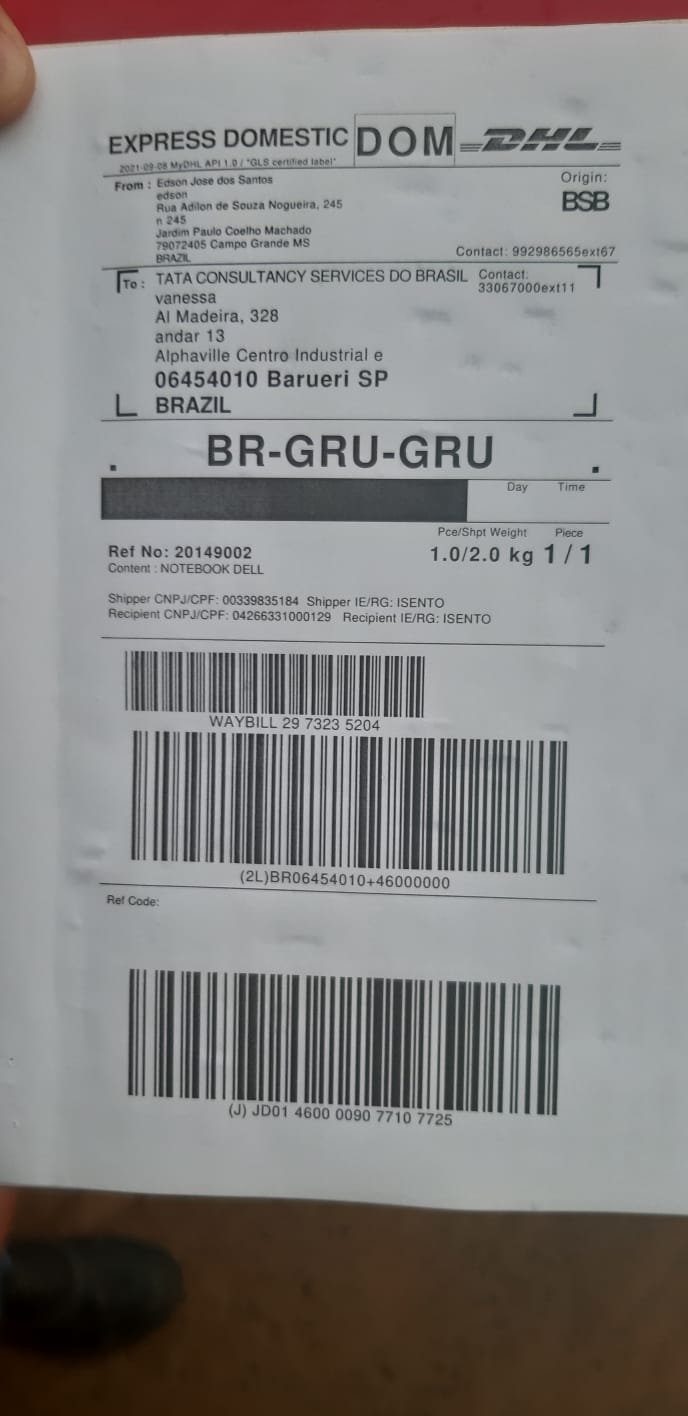 EXPRESS DOMESTIC DOM DHL
2021-09-08 MyDHL API 1.0 / "GLS certified label"
From : Edson Jose dos Santos
edson
Rua Adilon de Souza Nogueira, 245
n 245
Jardim Paulo Coelho Machado
79072405 Campo Grande MS
BRAZIL
Origin:
BSB
Contact: 992986565ext67
To : TATA CONSULTANCY SERVICES DO BRASIL
vanessa
Al Madeira, 328
andar 13
Alphaville Centro Industrial e
06454010 Barueri SP
BRAZIL
Contact:
33067000ext11
BR-GRU-GRU
Day Time
Pce/Shpt Weight Piece
Ref No: 20149002 1.0/2.0 kg 1 / 1
Content : NOTEBOOK DELL
Shipper CNPJ/CPF: 00339835184 Shipper IE/RG: ISENTO
Recipient CNPJ/CPF: 04266331000129 Recipient IE/RG: ISENTO
WAYBILL 29 7323 5204
(2L)BR06454010+46000000
Ref Code:
(J) JD01 4600 0090 7710 7725